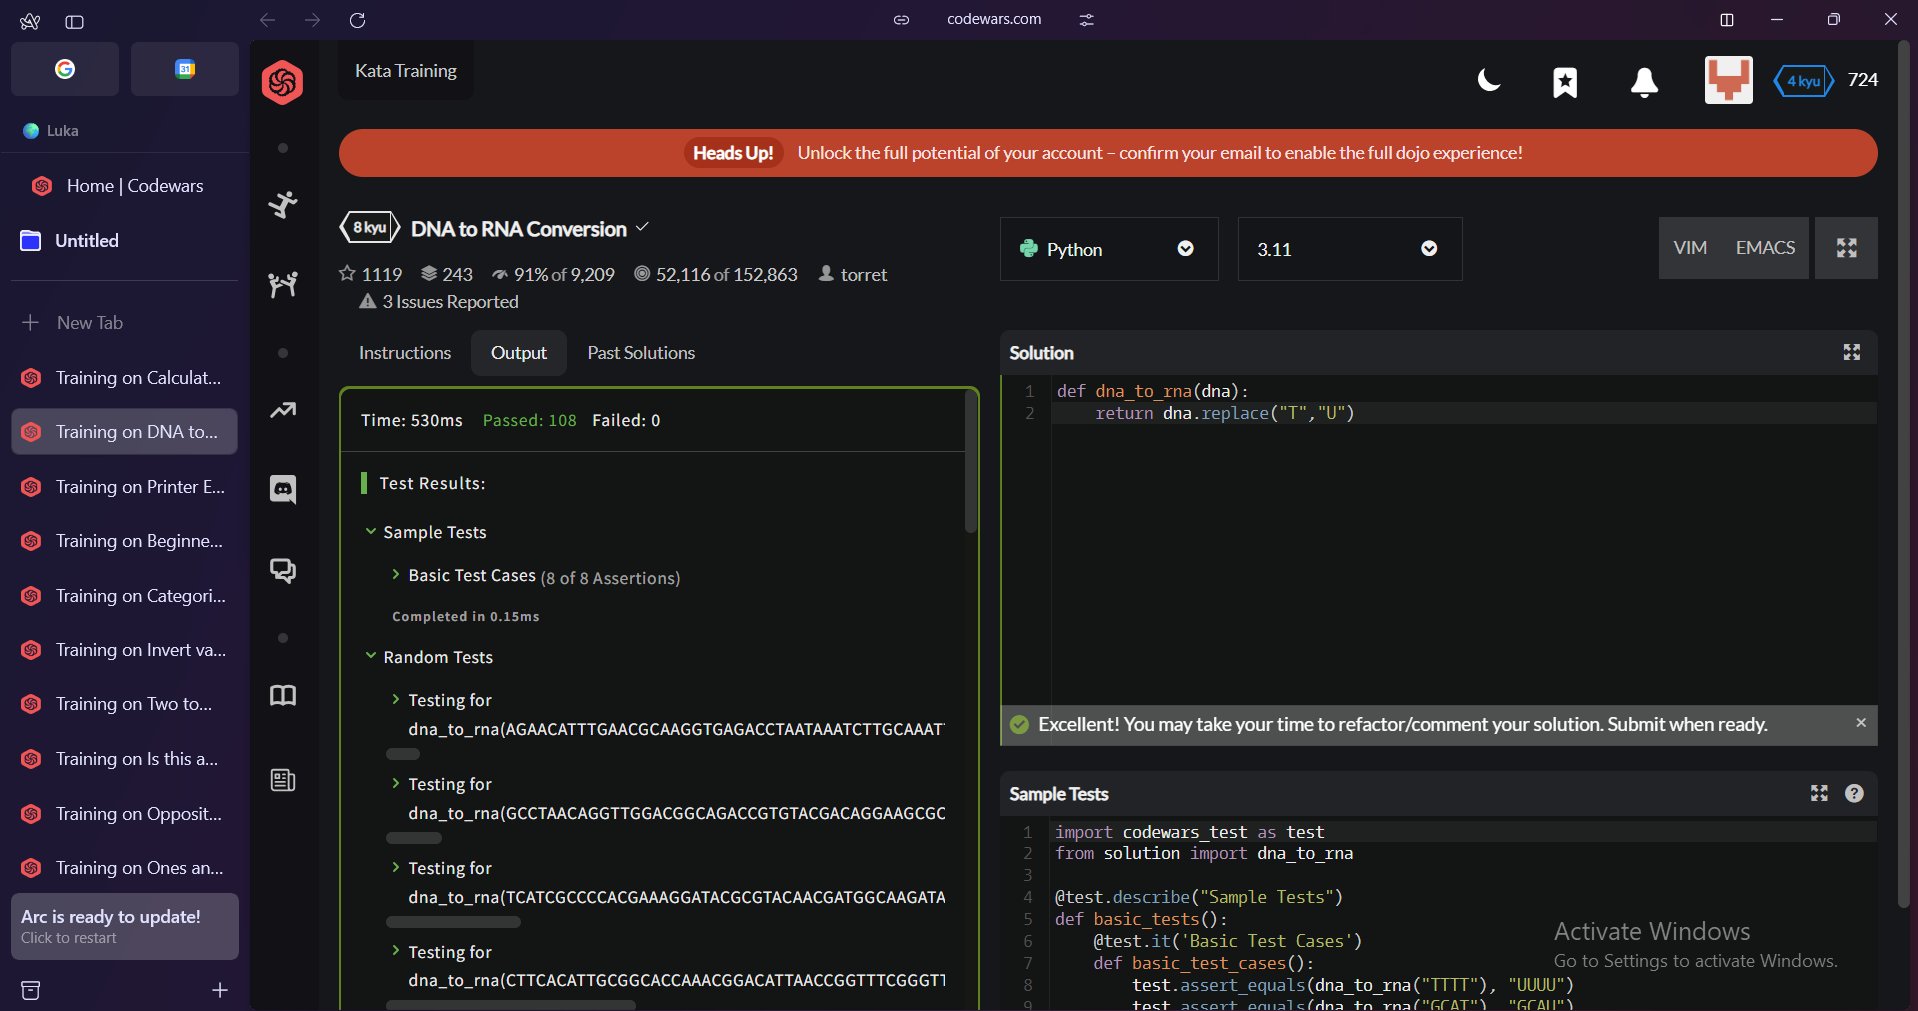 codewars.com
31
Luka
Home | Codewars
Untitled
New Tab
Training on Calculat...
Training on DNA to...
Training on Printer E...
Training on Beginne...
Training on Categori...
Training on Invert va...
Training on Two to...
Training on Is this a...
Training on Opposit...
Training on Ones an...
Arc is ready to update!
Click to restart
Kata Training
4 kyu 724
Heads Up! Unlock the full potential of your account – confirm your email to enable the full dojo experience!
8 kyu DNA to RNA Conversion
1119 243 91% of 9,209 52,116 of 152,863 torret
3 Issues Reported
Python
3.11
VIM EMACS
Instructions Output Past Solutions
Time: 530ms Passed: 108 Failed: 0
Test Results:
Sample Tests
Basic Test Cases (8 of 8 Assertions)
Completed in 0.15ms
Random Tests
Testing for
dna_to_rna(AGAACATTTGAACGCAAGGTGAGACCTAATAAATCTTGCAAAT
Testing for
dna_to_rna(GCCTAACAGGTTGGACGGCAGACCGTGTACGACAGGAAGCGC
Testing for
dna_to_rna(TCATCGCCCCACGAAAGGATACGCGTACAACGATGGCAAGATA
Testing for
dna_to_rna(CTTCACATTGCGGCACCAAACGGACATTAACCGGTTTCGGGT
Solution
1 def dna_to_rna(dna):
2 return dna.replace("T","U")
Excellent! You may take your time to refactor/comment your solution. Submit when ready.
Sample Tests
1 import codewars_test as test
2 from solution import dna_to_rna
3
4 @test.describe("Sample Tests")
5 def basic_tests():
6 @test.it('Basic Test Cases')
7 def basic_test_cases():
8 test.assert_equals(dna_to_rna("TTTT"), "UUUU")
9 test.assert_equals(dna_to_rna("GCAT"), "GCAU")
Activate Windows
Go to Settings to activate Windows.